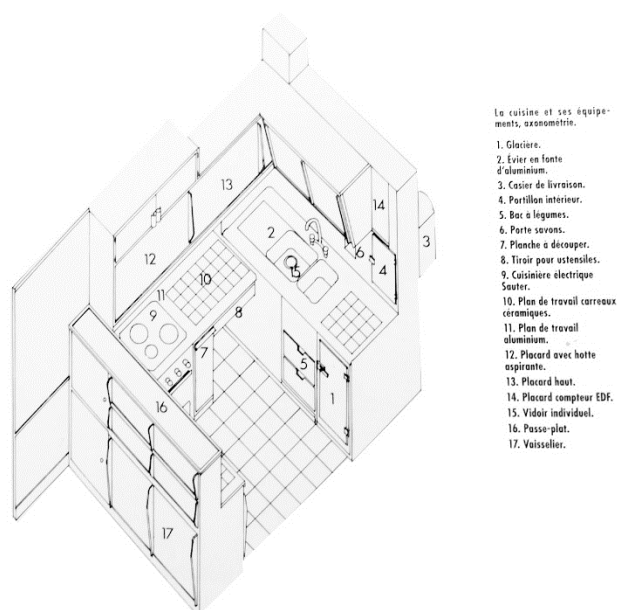 La cuisine et ses équipe-
ments, axonométrie.
1. Glacière.
2. Évier en fonte
d'aluminium.
3. Casier de livraison.
4. Portillon intérieur.
5. Bac à légumes.
6. Porte savons.
7. Planche à découper.
8. Tiroir pour ustensiles.
9. Cuisinière électrique
Sauter.
10. Plan de travail carreaux
céramiques.
11. Plan de travail
aluminium.
12. Placard avec hotte
aspirante.
13. Placard haut.
14. Placard compteur EDF.
15. Vidoir individuel.
16. Passe-plat.
17. Vaisselier.
13
14
2
6
3
12
4
15
10
11
9
8
7
5
1
16
17